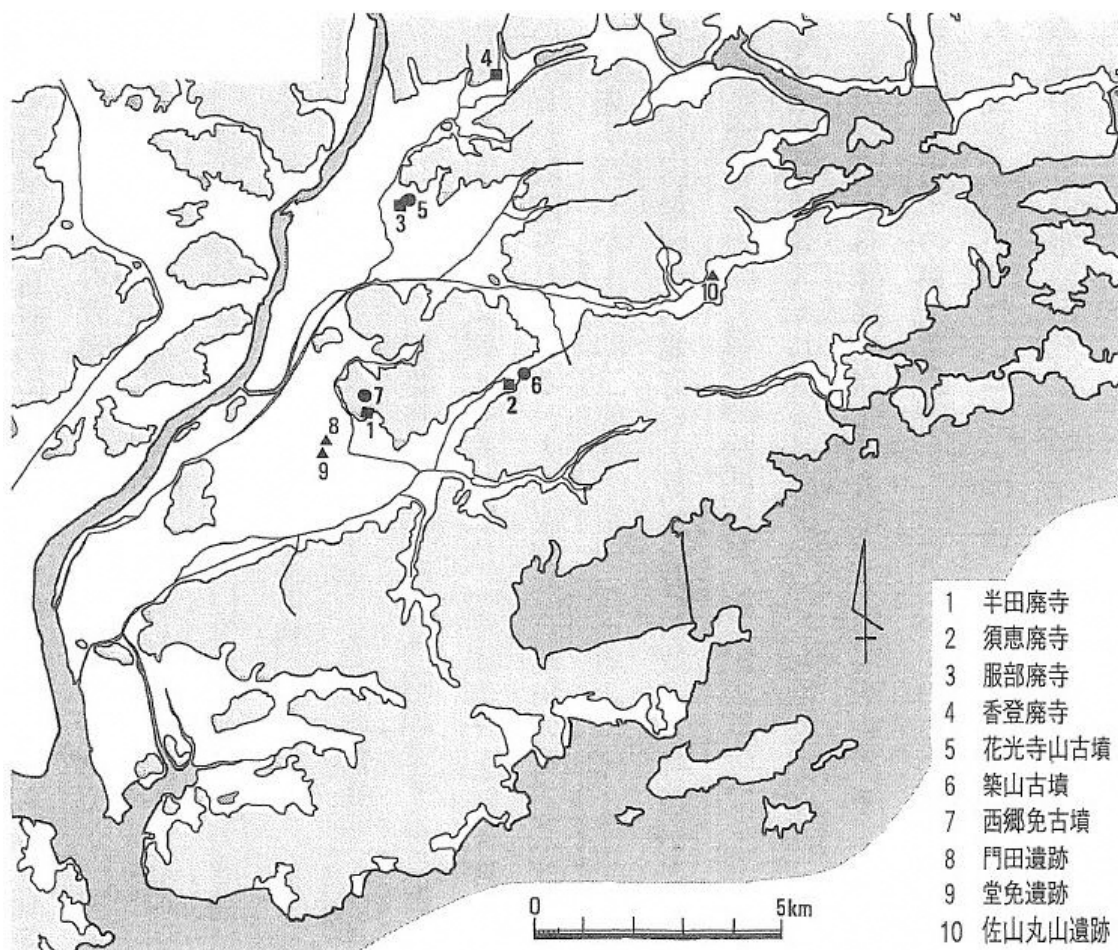 4
3
5
10
6
2
7
1
8
9
0
5km
1 半田廃寺
2 須恵廃寺
3 服部廃寺
4 香登廃寺
5 花光寺山古墳
6 築山古墳
7 西郷免古墳
8 門田遺跡
9 堂免遺跡
10 佐山丸山遺跡